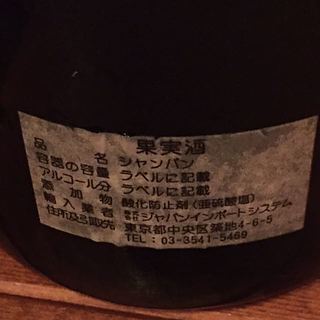 果実酒
品名 シャンパン
容器の容量 ラベルに記載
アルコール分 ラベルに記載
添加物 酸化防止剤(亜硫酸塩)
輸入業者 株式会社ジャパンインポートシステム
住所及び引取先 東京都中央区築地4-6-5
TEL: 03-3541-5469